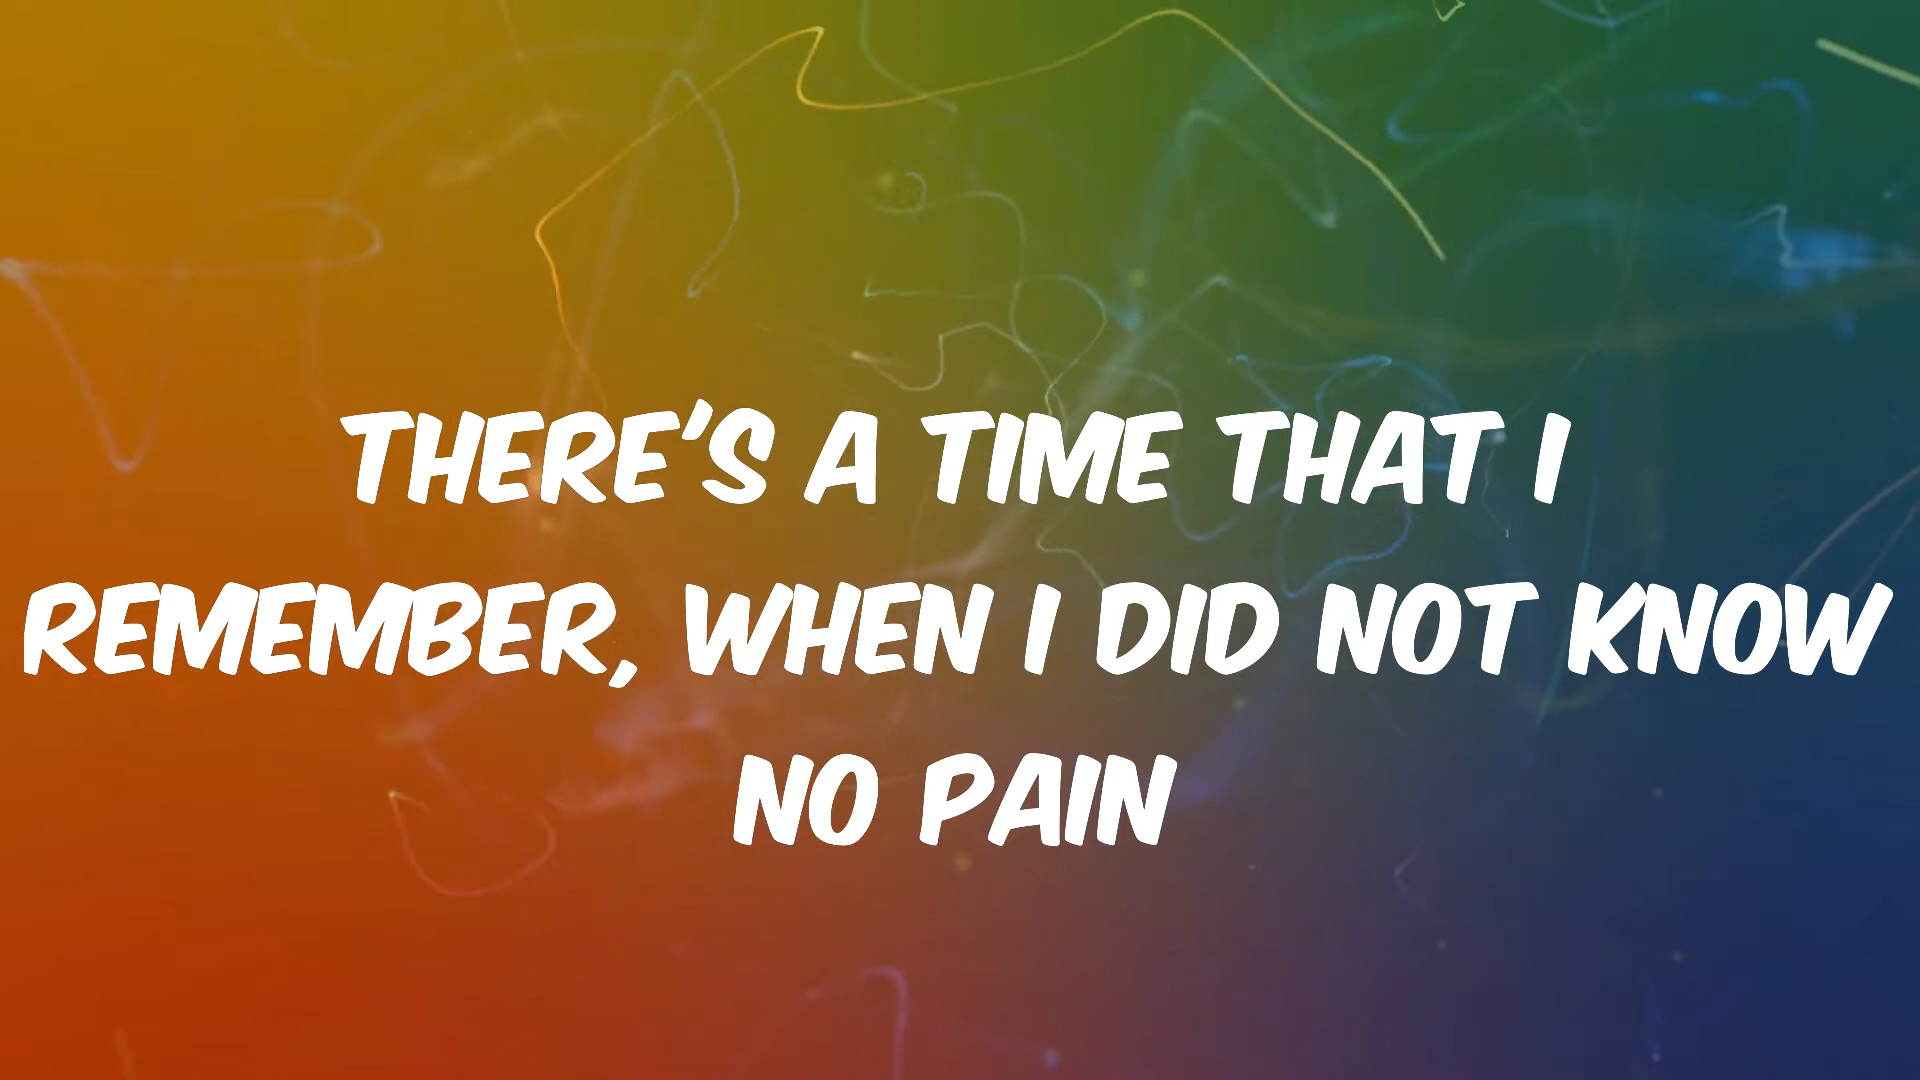 THERE'S A TIME THAT I
REMEMBER, WHEN I DID NOT KNOW
NO PAIN